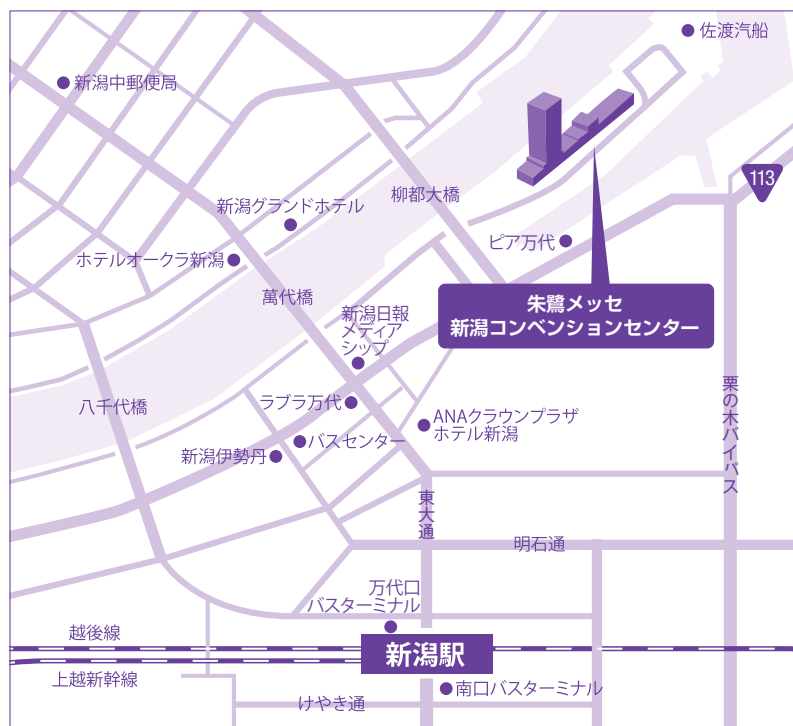 佐渡汽船
新潟中郵便局
113
柳都大橋
新潟グランドホテル
ピア万代
ホテルオークラ新潟
萬代橋
朱鷺メッセ
新潟コンベンションセンター
新潟日報
メディア
シップ
栗の木バイパス
八千代橋
ラブラ万代
ANAクラウンプラザ
ホテル新潟
バスセンター
新潟伊勢丹
東大通
明石通
万代口
バスターミナル
越後線
新潟駅
上越新幹線
南口バスターミナル
けやき通